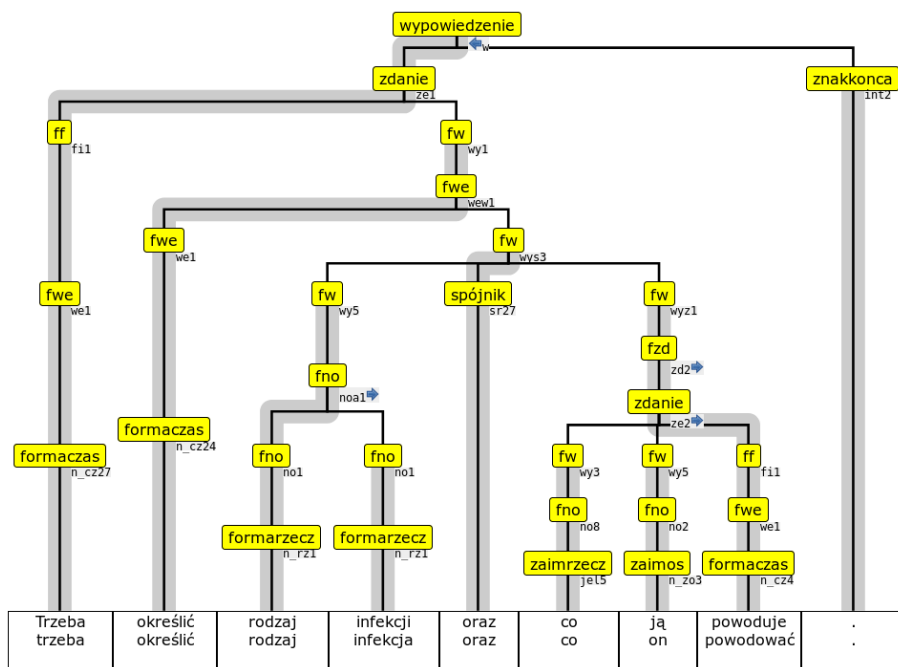 wypowiedzenie
w
zdanie znakkonca
ze1 int2
ff fw
fi1 wy1
fwe
wew1
fwe fw
we1 wys3
fwe fw spójnik fw
we1 wy5 sr27 wyz1
fzd
zd2
fno
noa1
zdanie
ze2
formaczas
n_cz24
formaczas fno fno fw fw ff
n_cz27 no1 no1 wy3 wy5 fi1
fno fno fwe
no8 no2 we1
formarzecz formarzecz
n_rz1 n_rz1
zaimrzecz zaimos formaczas
jel5 n_zo3 n_cz4
Trzeba określić rodzaj infekcji oraz co ją powoduje .
trzeba określić rodzaj infekcja oraz co on powodować .